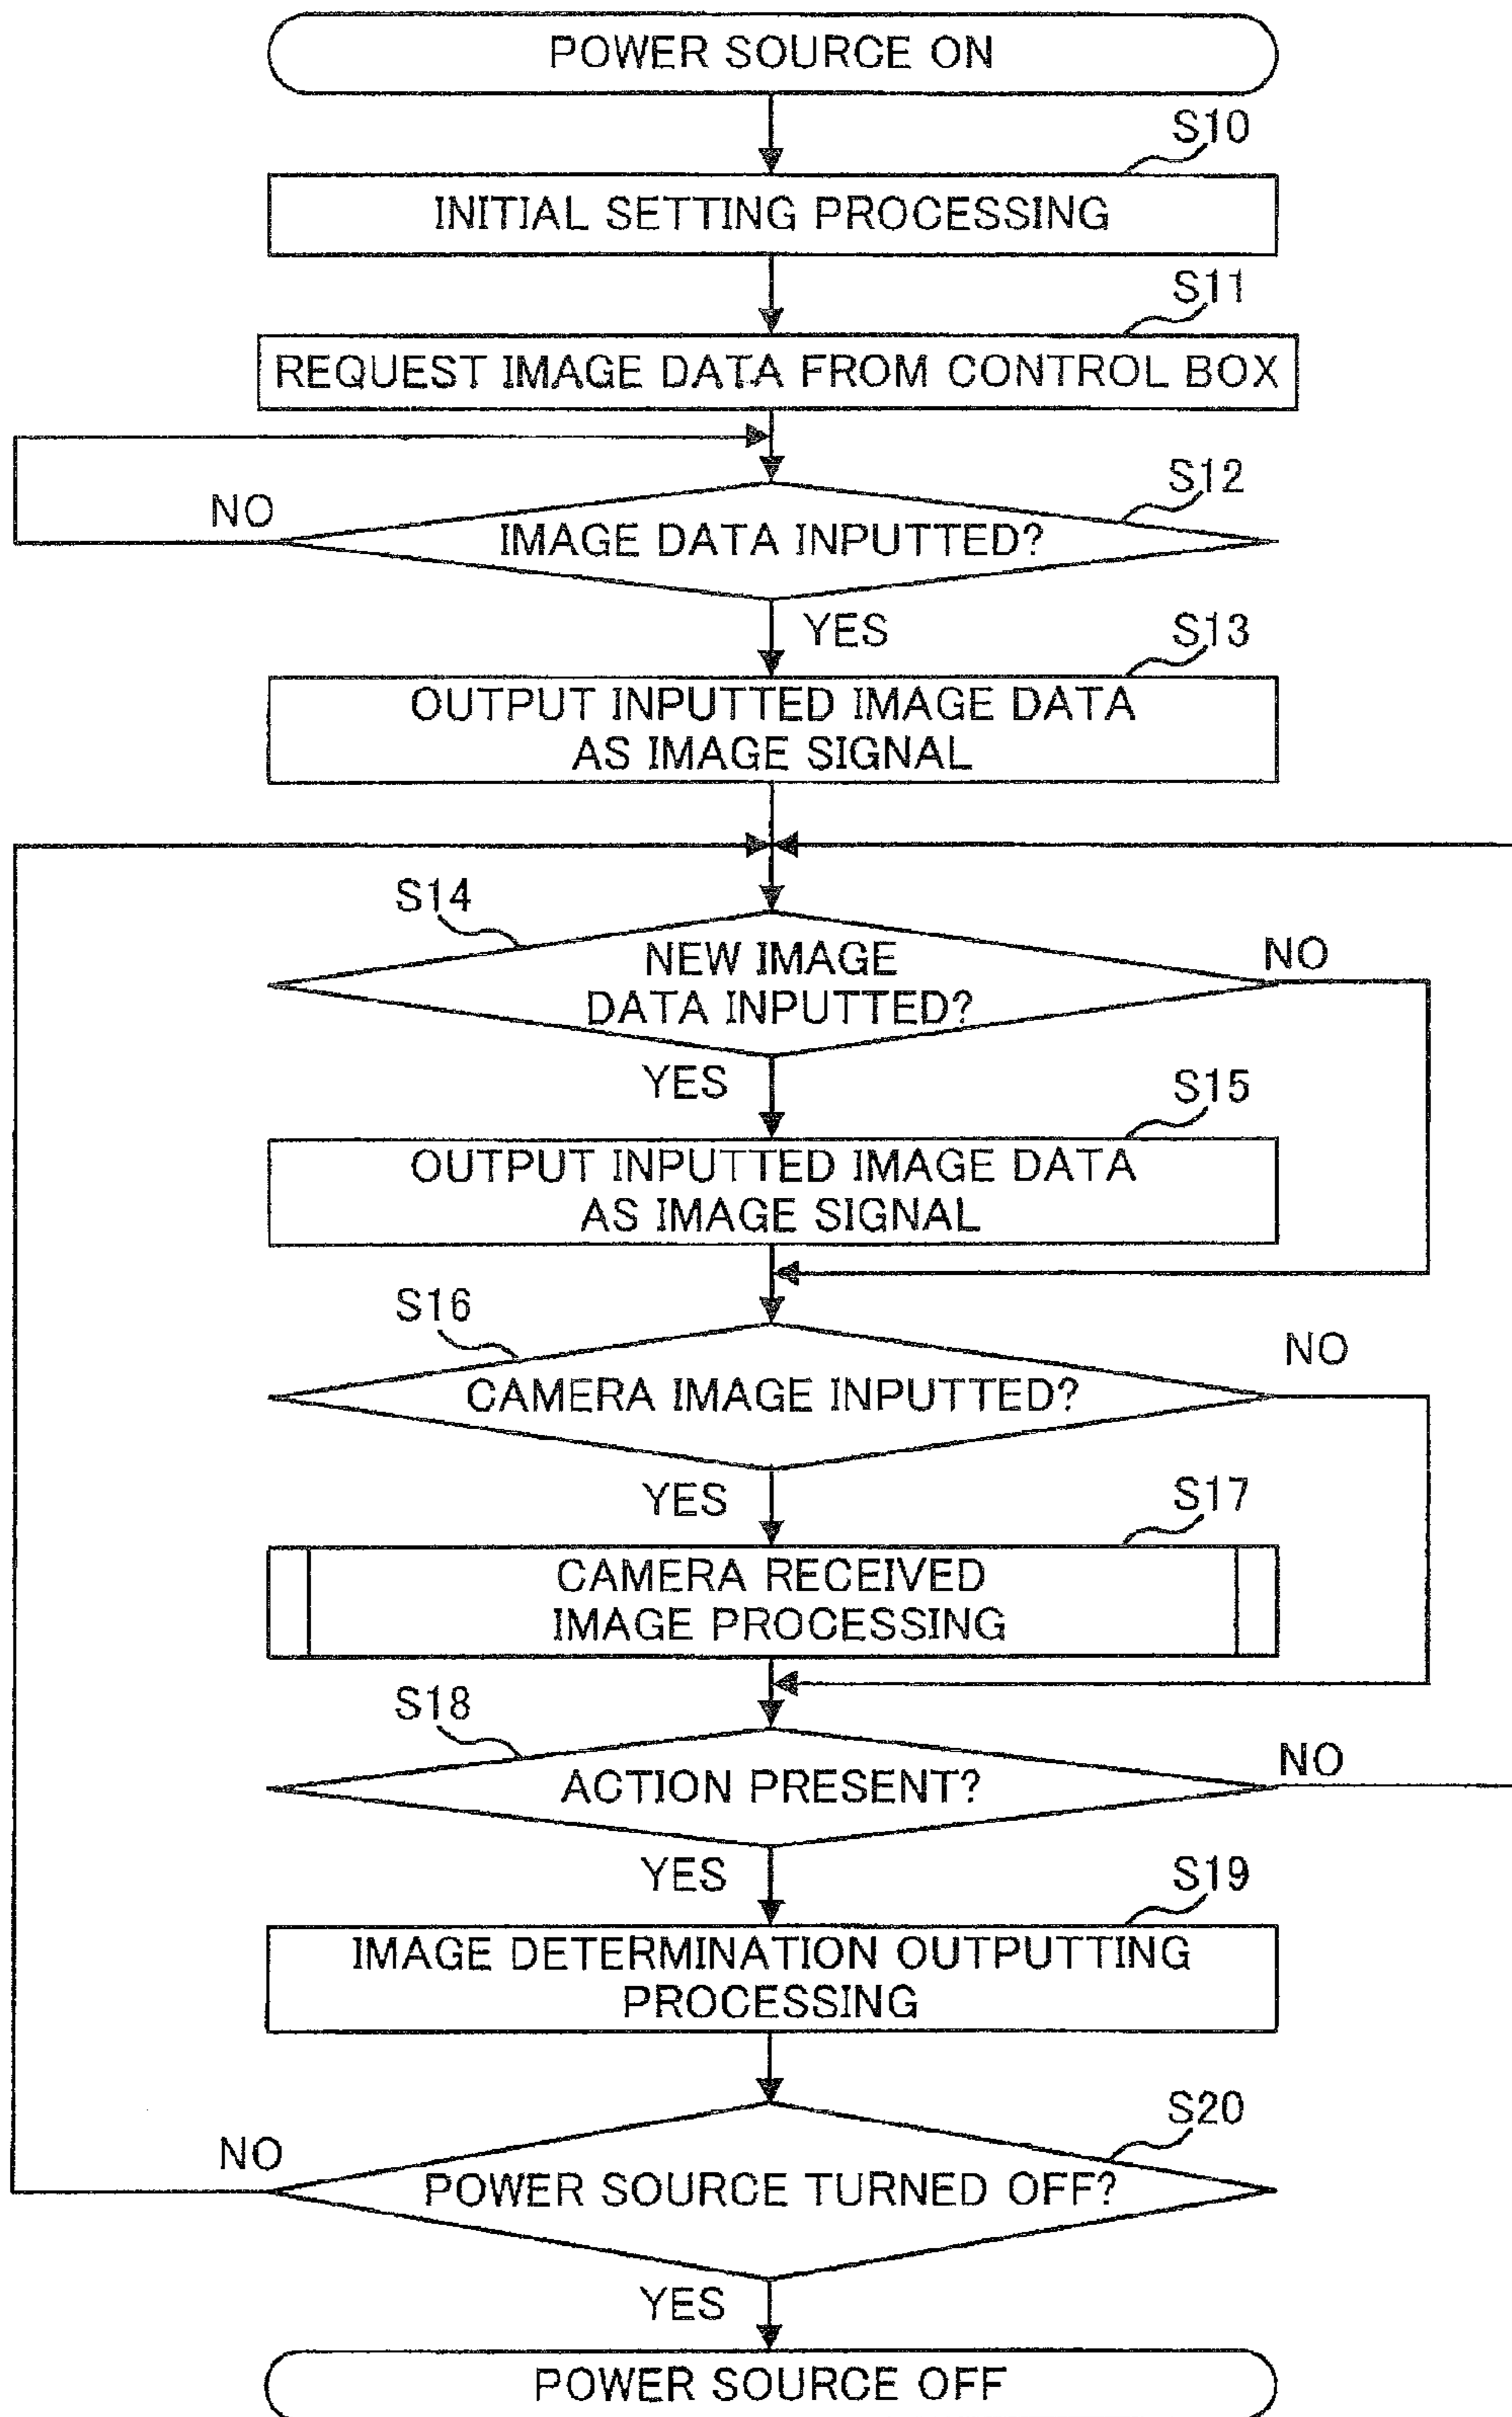 POWER SOURCE ON
S10
INITIAL SETTING PROCESSING
S11
REQUEST IMAGE DATA FROM CONTROL BOX
S12
NO
IMAGE DATA INPUTTED?
YES
S13
OUTPUT INPUTTED IMAGE DATA
AS IMAGE SIGNAL
S14
NEW IMAGE
DATA INPUTTED?
NO
YES
S15
OUTPUT INPUTTED IMAGE DATA
AS IMAGE SIGNAL
S16
NO
CAMERA IMAGE INPUTTED?
YES
S17
CAMERA RECEIVED
IMAGE PROCESSING
S18
NO
ACTION PRESENT?
YES
S19
IMAGE DETERMINATION OUTPUTTING
PROCESSING
S20
NO
POWER SOURCE TURNED OFF?
YES
POWER SOURCE OFF